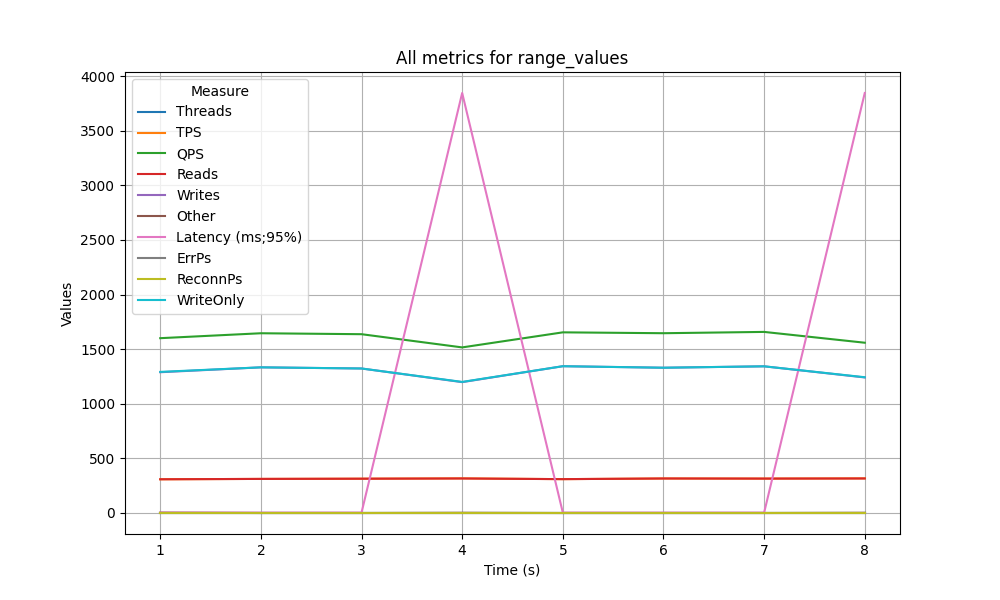 All metrics for range_values
4000
3500
3000
2500
2000
1500
1000
500
0
Values
Measure
Threads
TPS
QPS
Reads
Writes
Other
Latency (ms;95%)
ErrPs
ReconnPs
WriteOnly
1 2 3 4 5 6 7 8
Time (s)